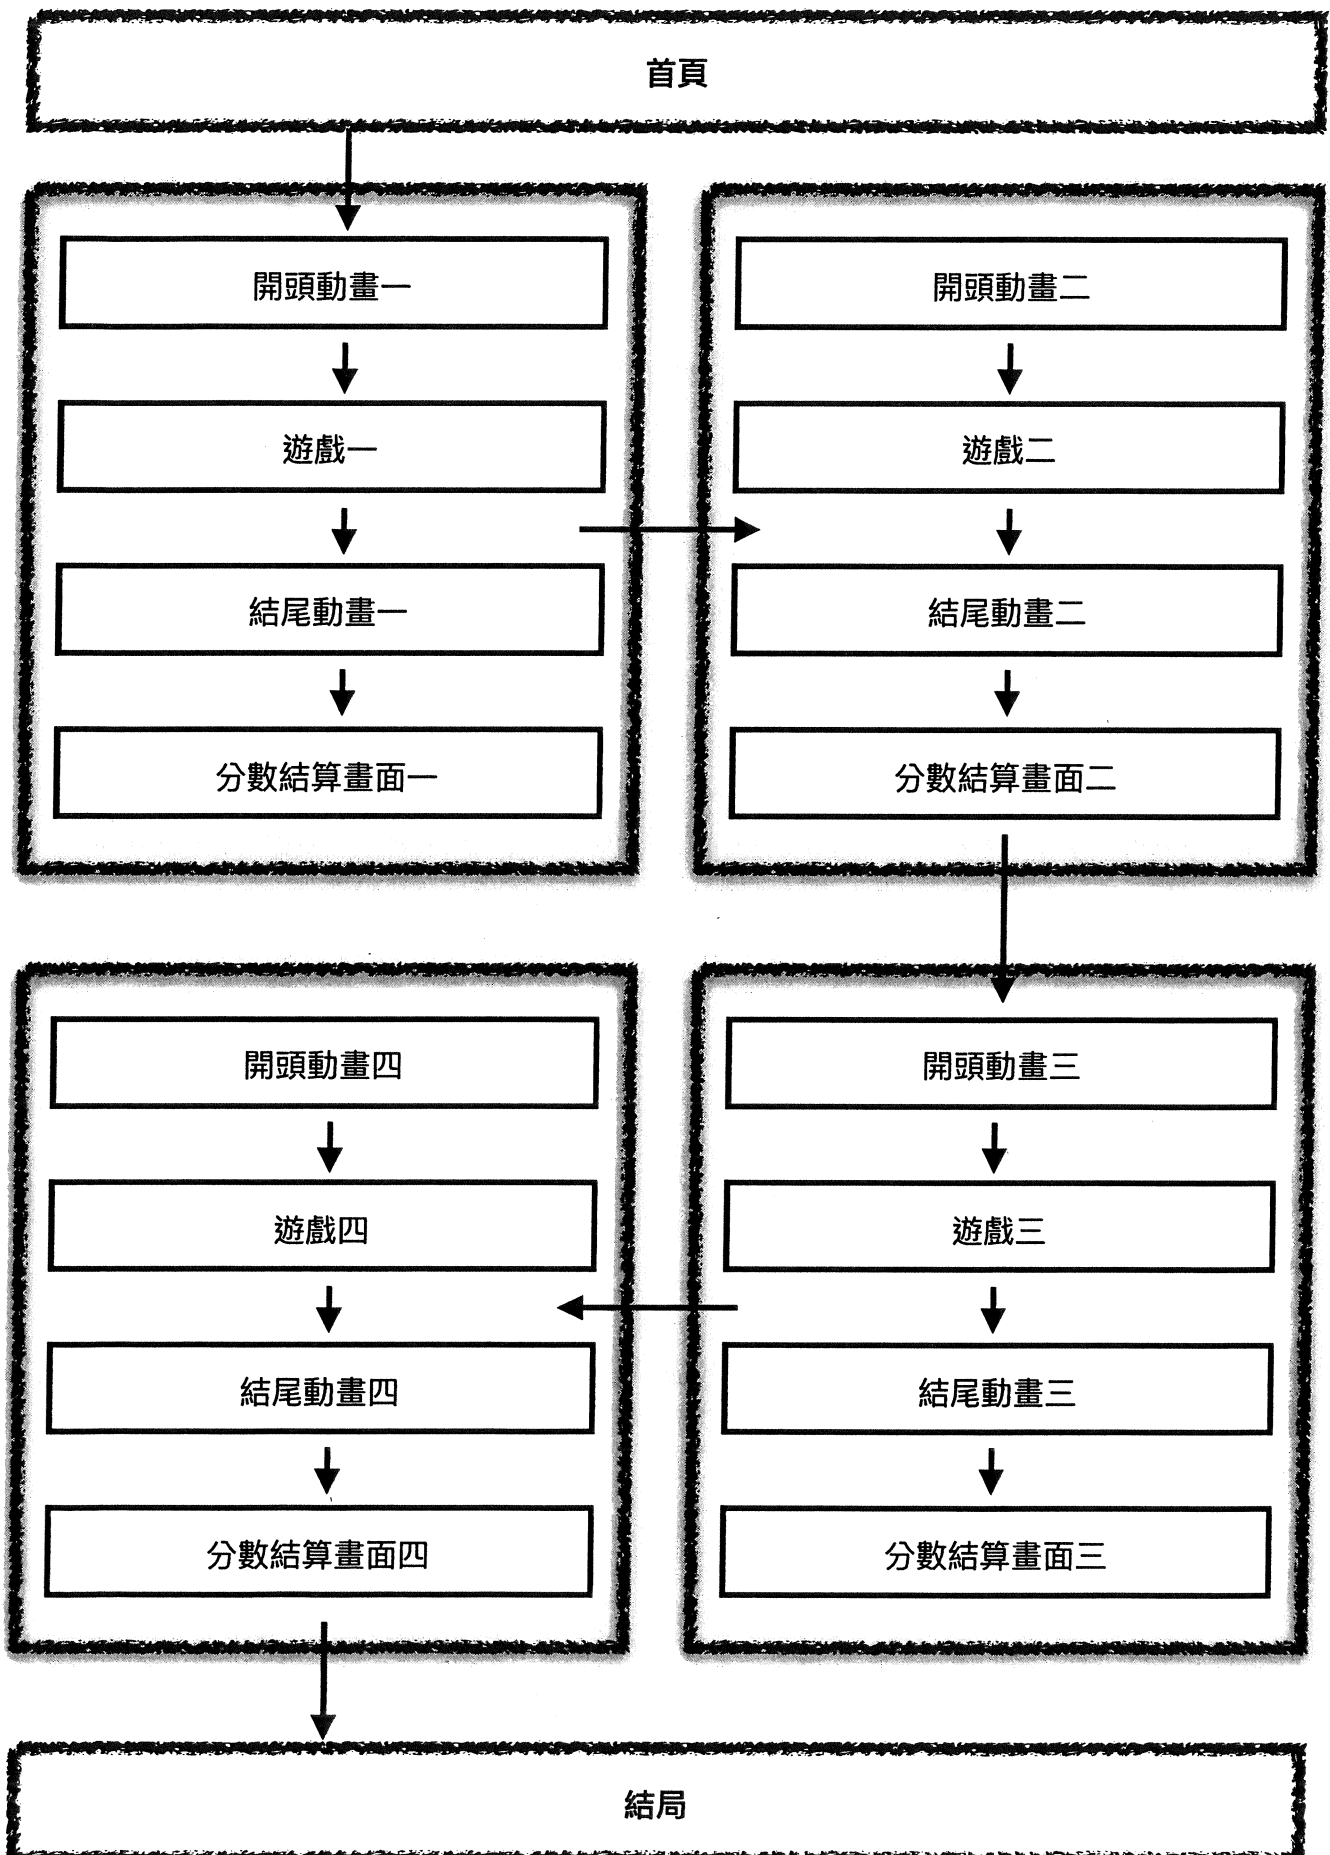 首頁
開頭動畫一
遊戲一
結尾動畫一
分數結算畫面一
開頭動畫二
遊戲二
結尾動畫二
分數結算畫面二
開頭動畫三
遊戲三
結尾動畫三
分數結算畫面三
開頭動畫四
遊戲四
結尾動畫四
分數結算畫面四
結局